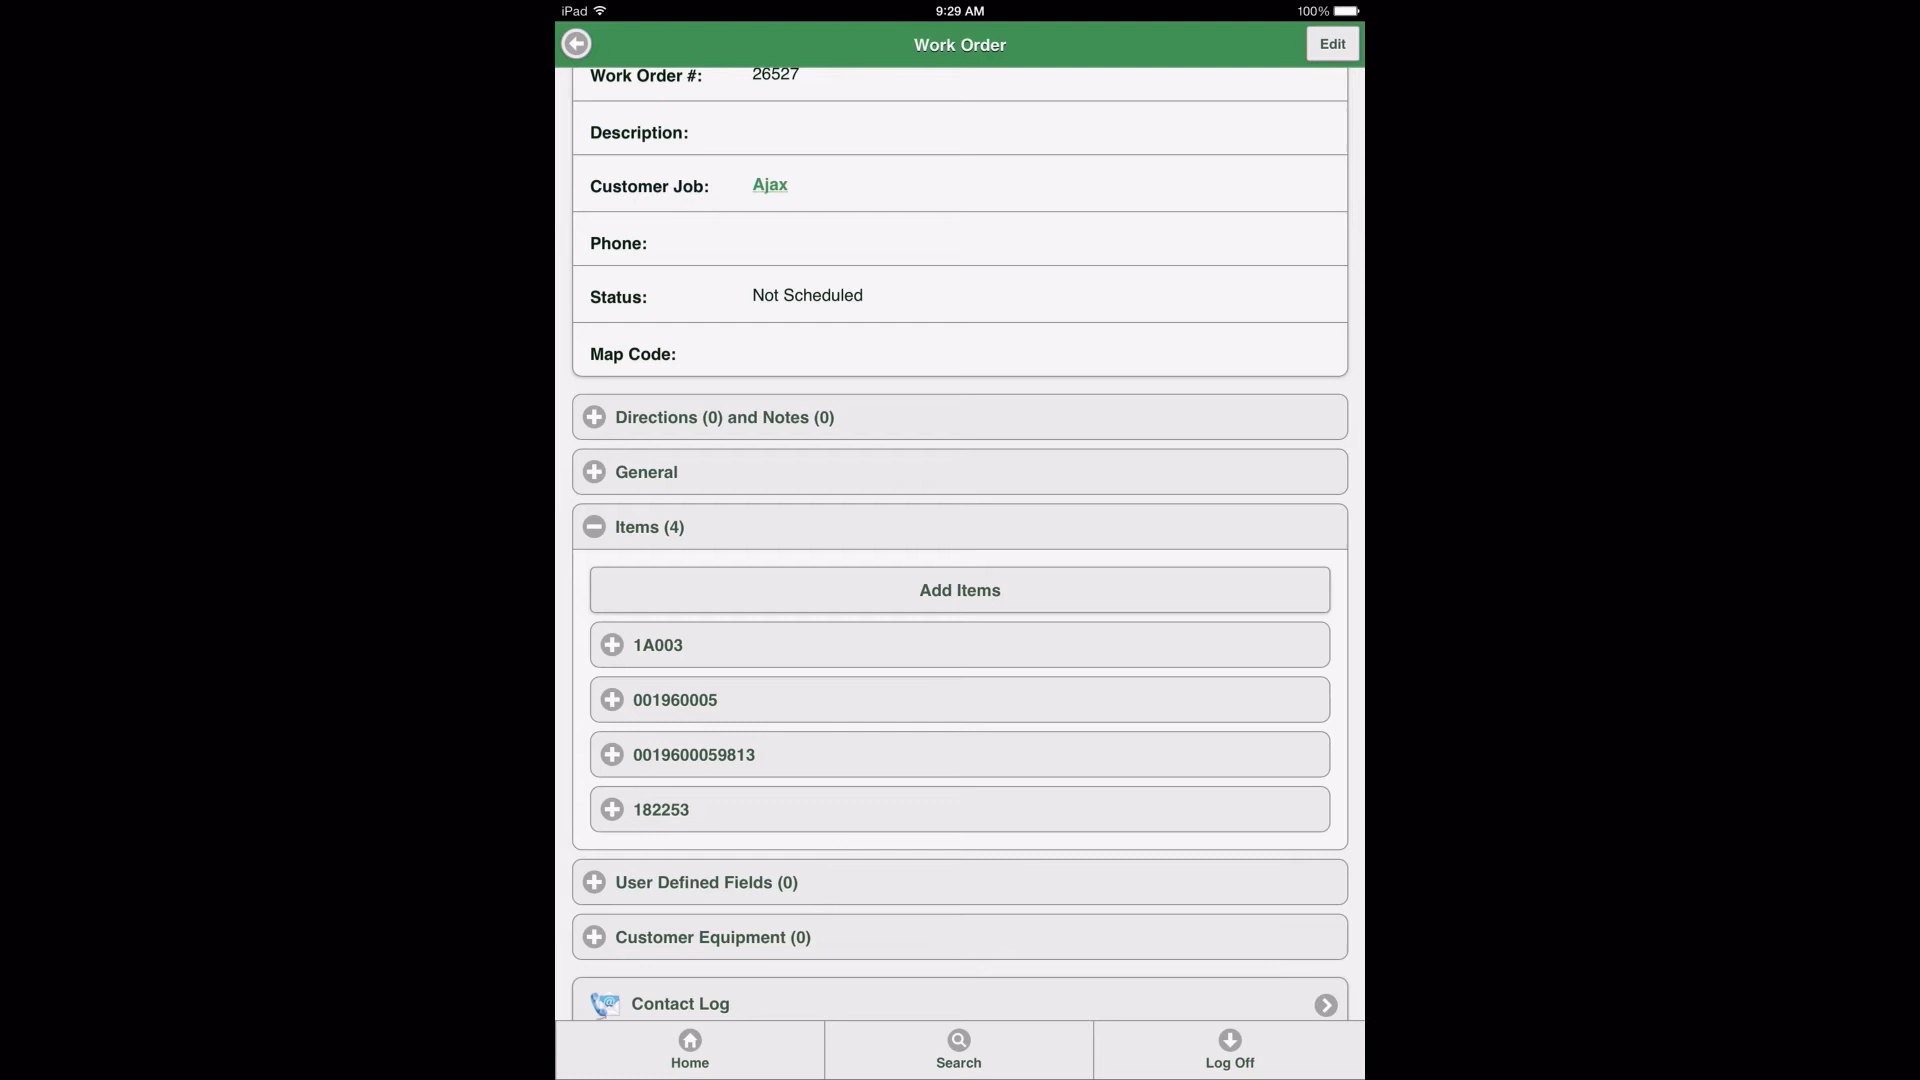 iPad 9:29 AM 100%
Work Order Edit
Work Order #: 26527
Description:
Customer Job: Ajax
Phone:
Status: Not Scheduled
Map Code:
Directions (0) and Notes (0)
General
Items (4)
Add Items
1A003
001960005
0019600059813
182253
User Defined Fields (0)
Customer Equipment (0)
Contact Log
Home Search Log Off